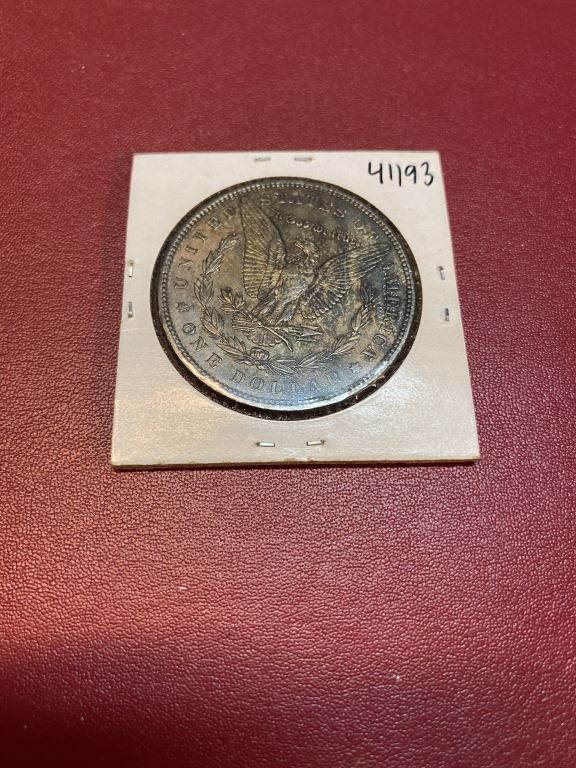 41193
UNITED STATES OF AMERICA
In God We Trust
ONE DOLLAR